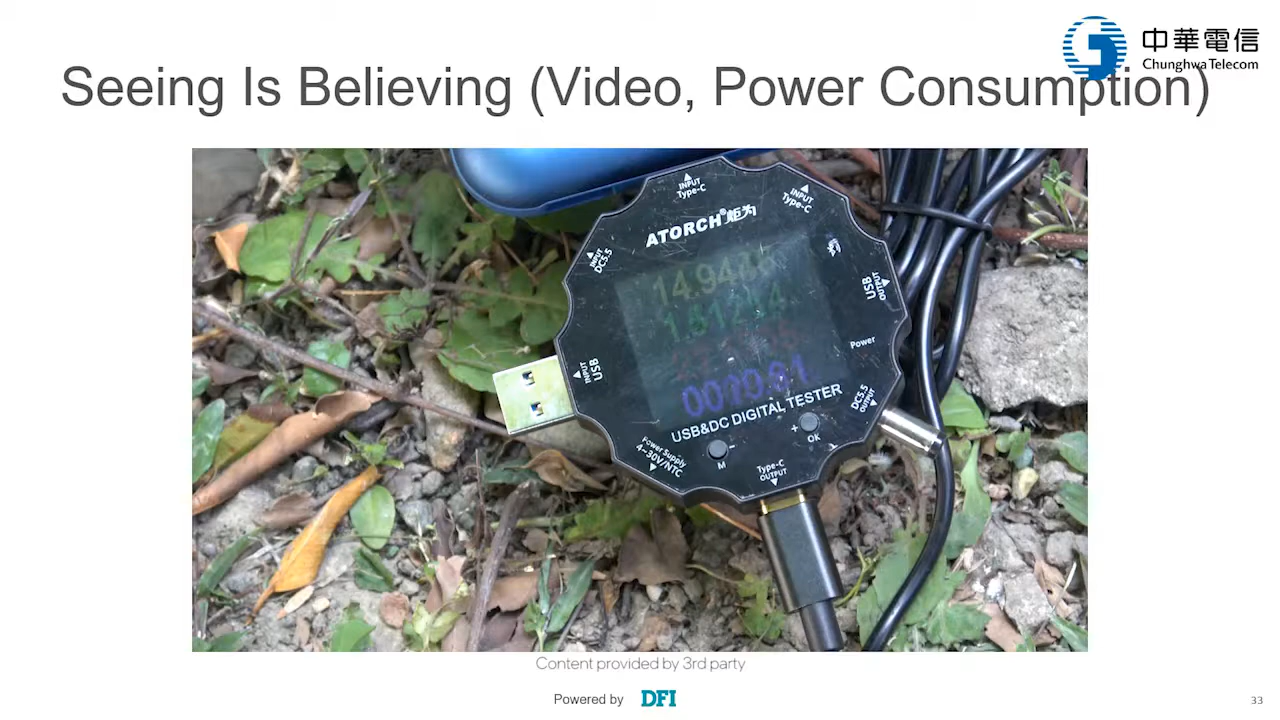 中華電信
Chunghwa Telecom
Seeing Is Believing (Video, Power Consumption)
INPUT
Type-C
INPUT
Type-C
ATORCH®炬为
INPUT
DC5.5
USB
OUTPUT
Power
INPUT
USB
DC5.5
OUTPUT
USB&DC DIGITAL TESTER
Power Supply
4~30V/NTC
- M
+ OK
Type-C
OUTPUT
Content provided by 3rd party
Powered by DFI
33